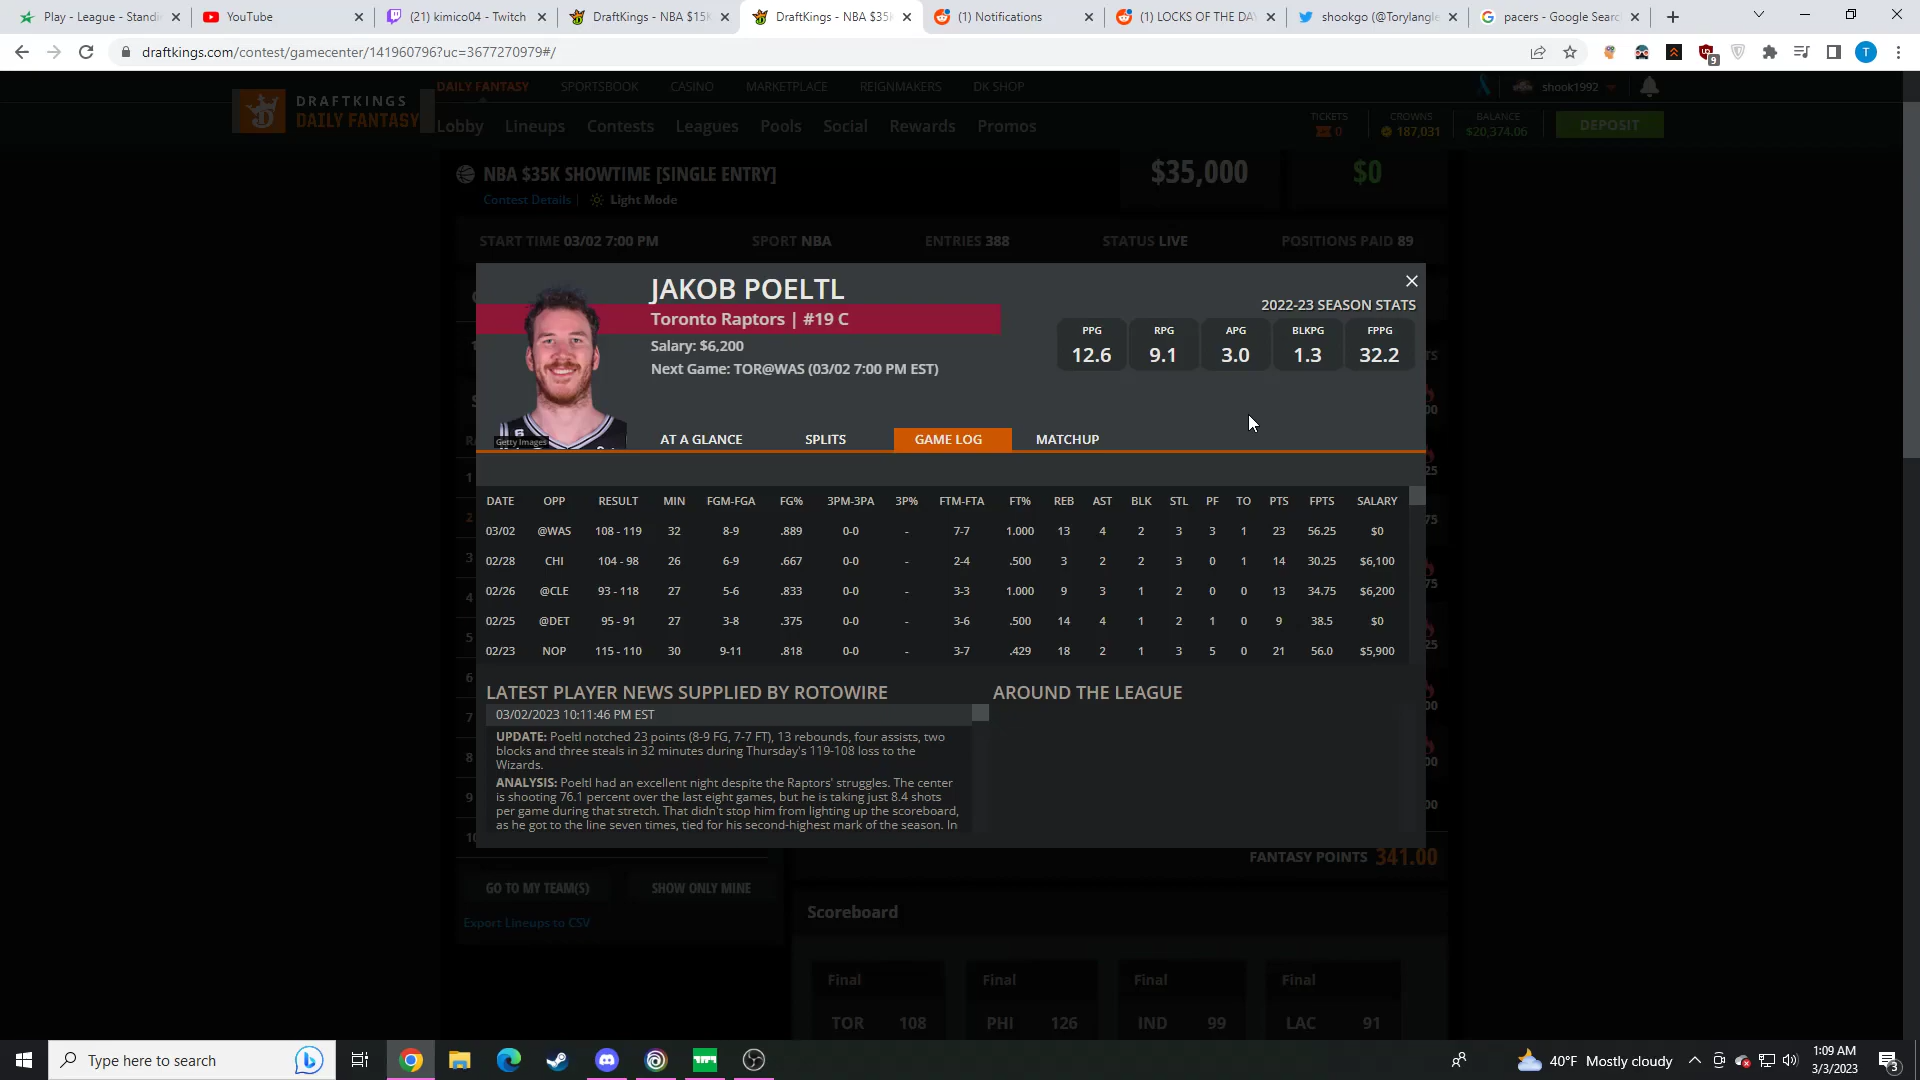 Play - League - Standi
YouTube
(21) kimico04 - Twitch
DraftKings - NBA $15K
DraftKings - NBA $35K
(1) Notifications
(1) LOCKS OF THE DAY
shookgo (@Torylangle
pacers - Google Searc
draftkings.com/contest/gamecenter/141960796?uc=3677270979#/
9
T
DRAFTKINGS
DAILY FANTASY
DAILY FANTASY
SPORTSBOOK
CASINO
MARKETPLACE
REIGNMAKERS
DK SHOP
shook1992
Lobby
Lineups
Contests
Leagues
Pools
Social
Rewards
Promos
TICKETS
0
CROWNS
187,031
BALANCE
$20,374.06
DEPOSIT
NBA $35K SHOWTIME [SINGLE ENTRY]
$35,000
$0
Contest Details
Light Mode
START TIME 03/02 7:00 PM
SPORT NBA
ENTRIES 388
STATUS LIVE
POSITIONS PAID 89
JAKOB POELTL
Toronto Raptors | #19 C
Salary: $6,200
Next Game: TOR@WAS (03/02 7:00 PM EST)
Getty Images
2022-23 SEASON STATS
PPG RPG APG BLKPG FPPG
12.6 9.1 3.0 1.3 32.2
AT A GLANCE
SPLITS
GAME LOG
MATCHUP
DATE OPP RESULT MIN FGM-FGA FG% 3PM-3PA 3P% FTM-FTA FT% REB AST BLK STL PF TO PTS FPTS SALARY
03/02 @WAS 108 - 119 32 8-9 .889 0-0 - 7-7 1.000 13 4 2 3 3 1 23 56.25 $0
02/28 CHI 104 - 98 26 6-9 .667 0-0 - 2-4 .500 3 2 2 3 0 1 14 30.25 $6,100
02/26 @CLE 93 - 118 27 5-6 .833 0-0 - 3-3 1.000 9 3 1 2 0 0 13 34.75 $6,200
02/25 @DET 95 - 91 27 3-8 .375 0-0 - 3-6 .500 14 4 1 2 1 0 9 38.5 $0
02/23 NOP 115 - 110 30 9-11 .818 0-0 - 3-7 .429 18 2 1 3 5 0 21 56.0 $5,900
LATEST PLAYER NEWS SUPPLIED BY ROTOWIRE
AROUND THE LEAGUE
03/02/2023 10:11:46 PM EST
UPDATE: Poeltl notched 23 points (8-9 FG, 7-7 FT), 13 rebounds, four assists, two
blocks and three steals in 32 minutes during Thursday's 119-108 loss to the
Wizards.
ANALYSIS: Poeltl had an excellent night despite the Raptors' struggles. The center
is shooting 76.1 percent over the last eight games, but he is taking just 8.4 shots
per game during that stretch. That didn't stop him from lighting up the scoreboard,
as he got to the line seven times, tied for his second-highest mark of the season. In
FANTASY POINTS 341.00
GO TO MY TEAM(S)
SHOW ONLY MINE
Export Lineups to CSV
Scoreboard
Final Final Final Final
TOR 108 PHI 126 IND 99 LAC 91
Type here to search
40°F Mostly cloudy
1:09 AM
3/3/2023
3